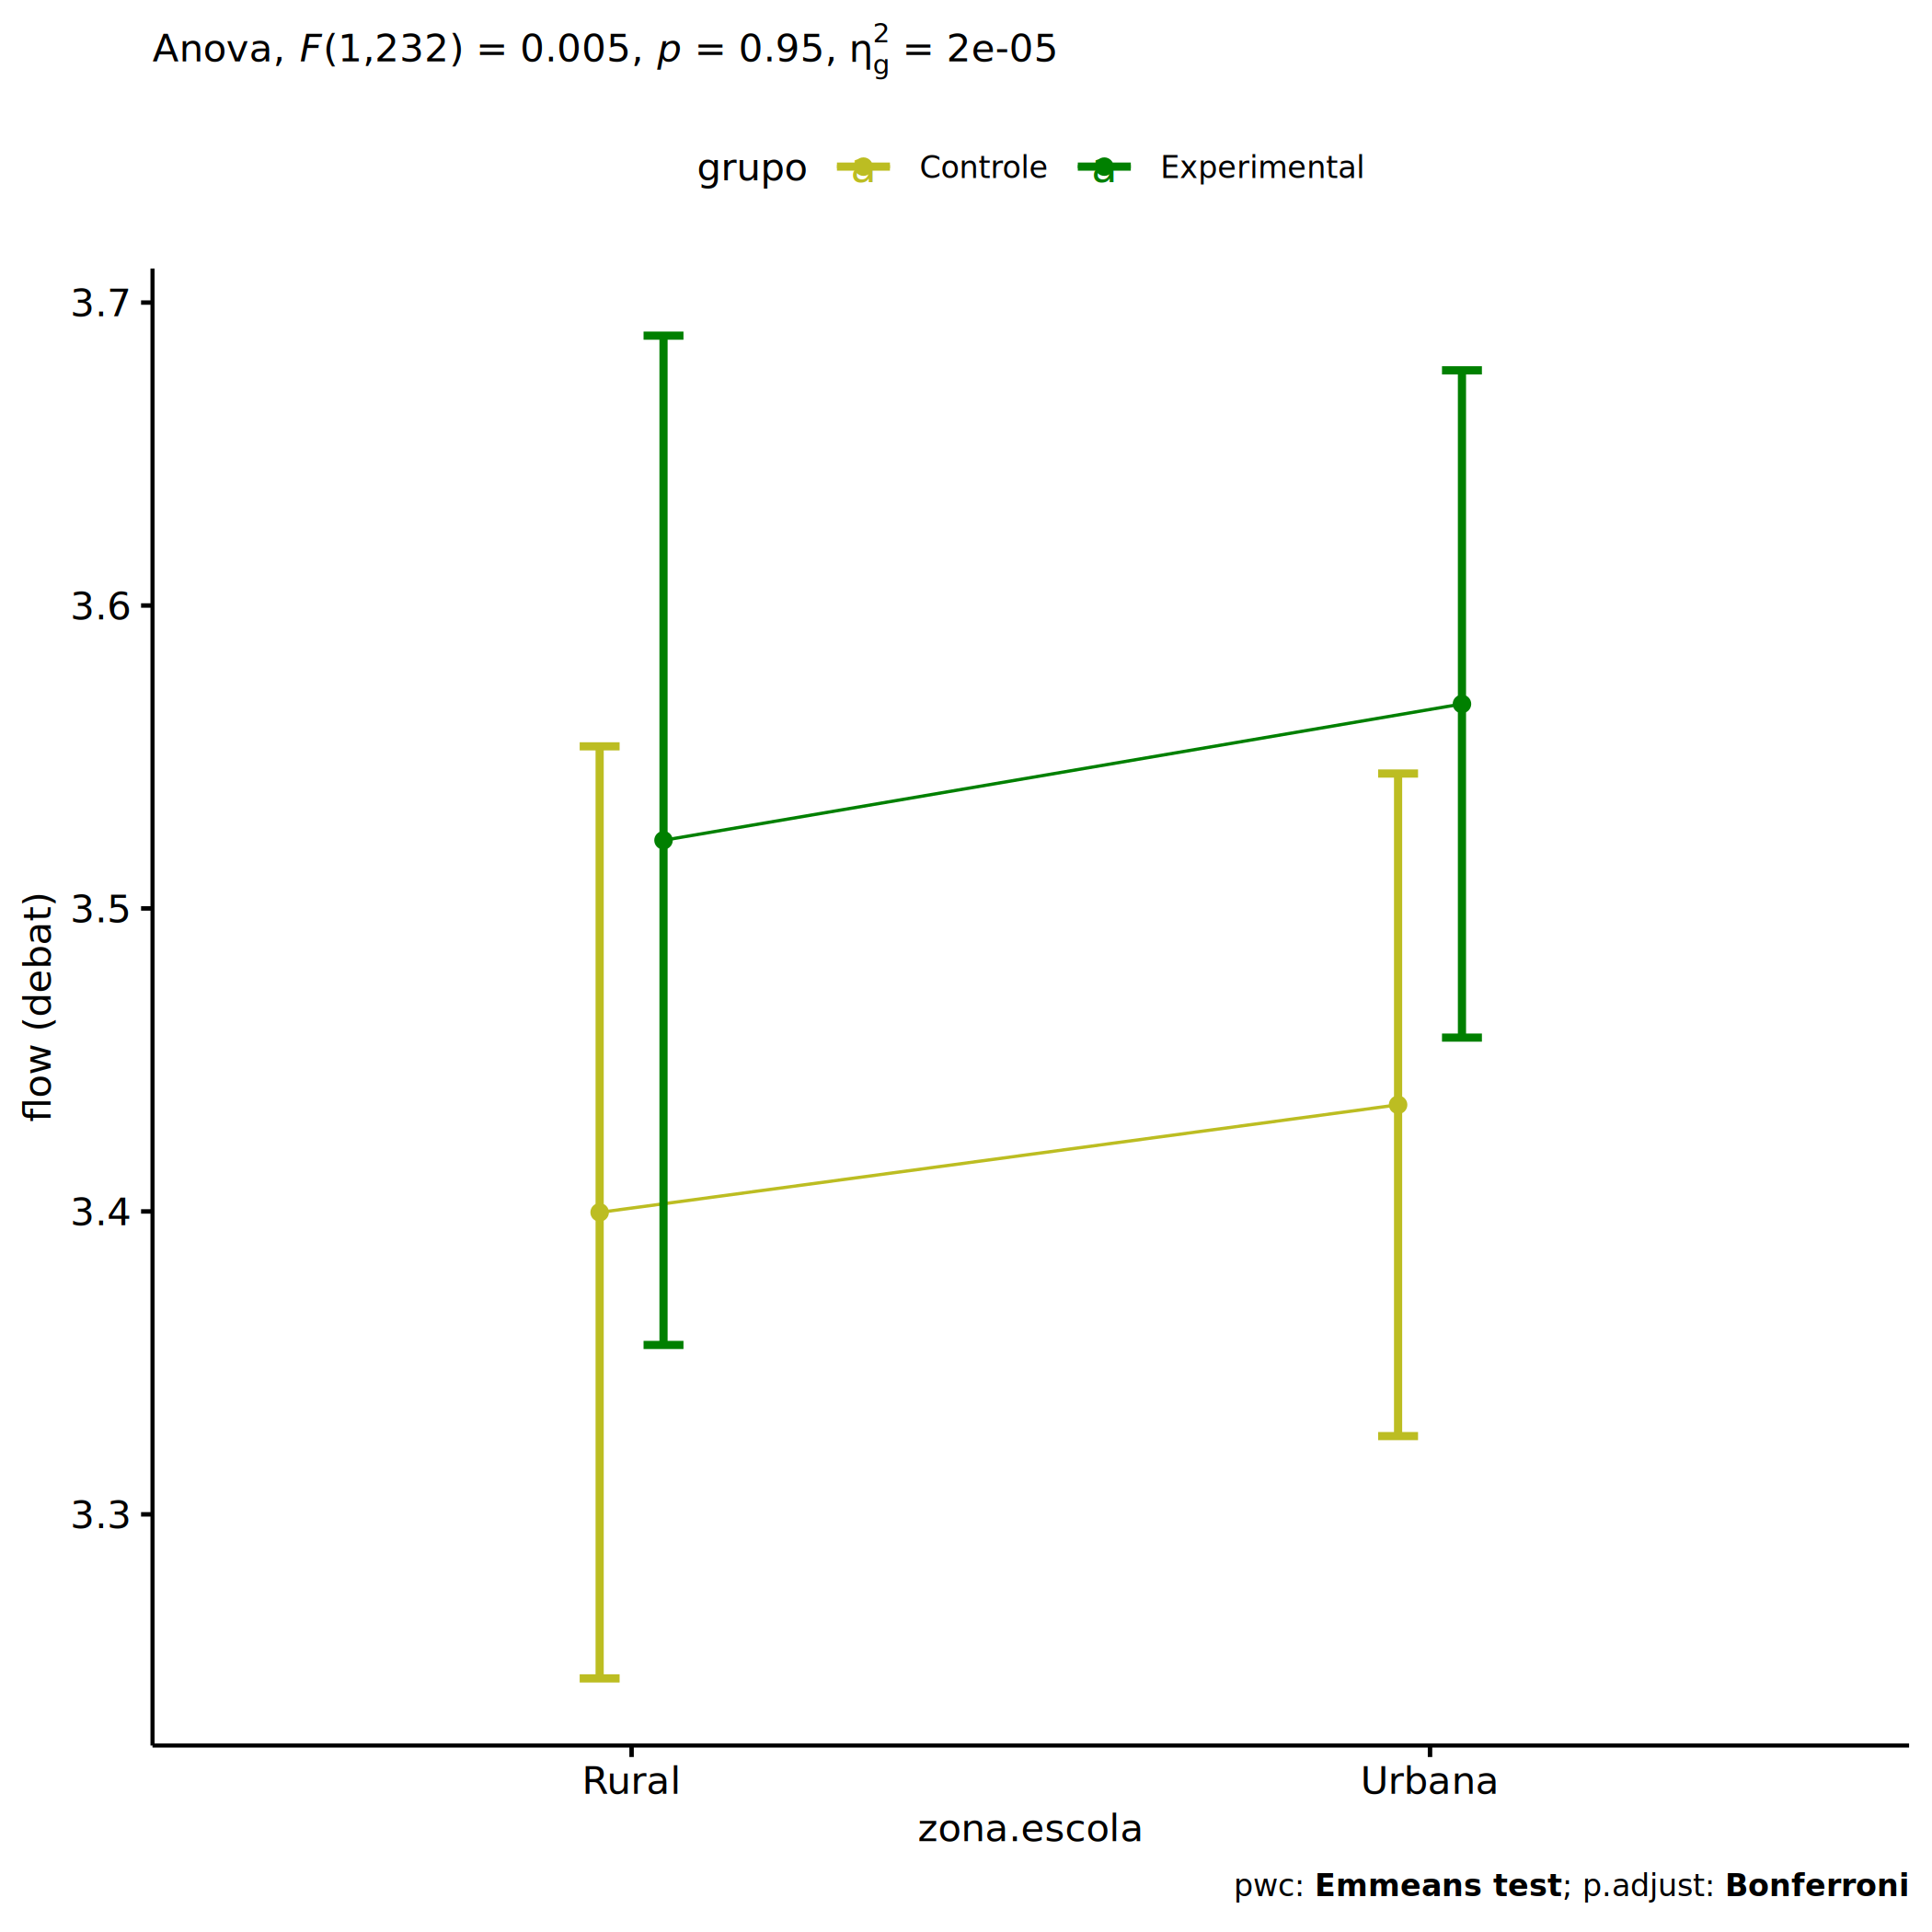 Anova, F(1,232) = 0.005, p = 0.95, η²g = 2e-05
grupo a Controle a Experimental
3.7
3.6
3.5
3.4
3.3
flow (debat)
Rural Urbana
zona.escola
pwc: Emmeans test; p.adjust: Bonferroni